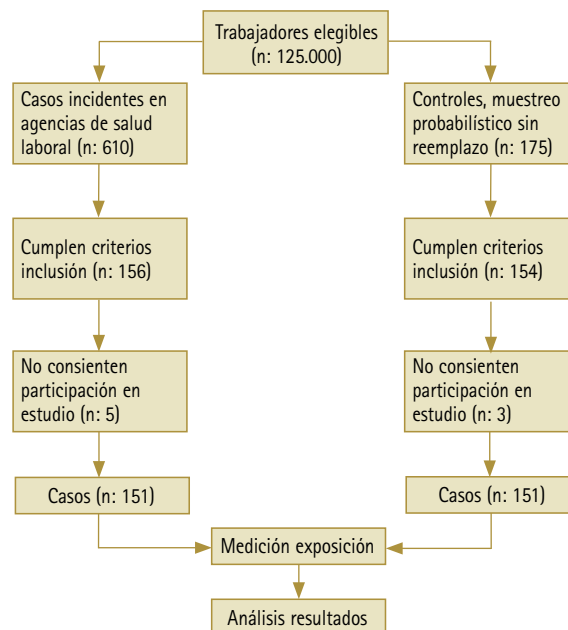 Trabajadores elegibles
(n: 125.000)
Casos incidentes en
agencias de salud
laboral (n: 610)
Controles, muestreo
probabilístico sin
reemplazo (n: 175)
Cumplen criterios
inclusión (n: 156)
Cumplen criterios
inclusión (n: 154)
No consienten
participación en
estudio (n: 5)
No consienten
participación en
estudio (n: 3)
Casos (n: 151)
Casos (n: 151)
Medición exposición
Análisis resultados